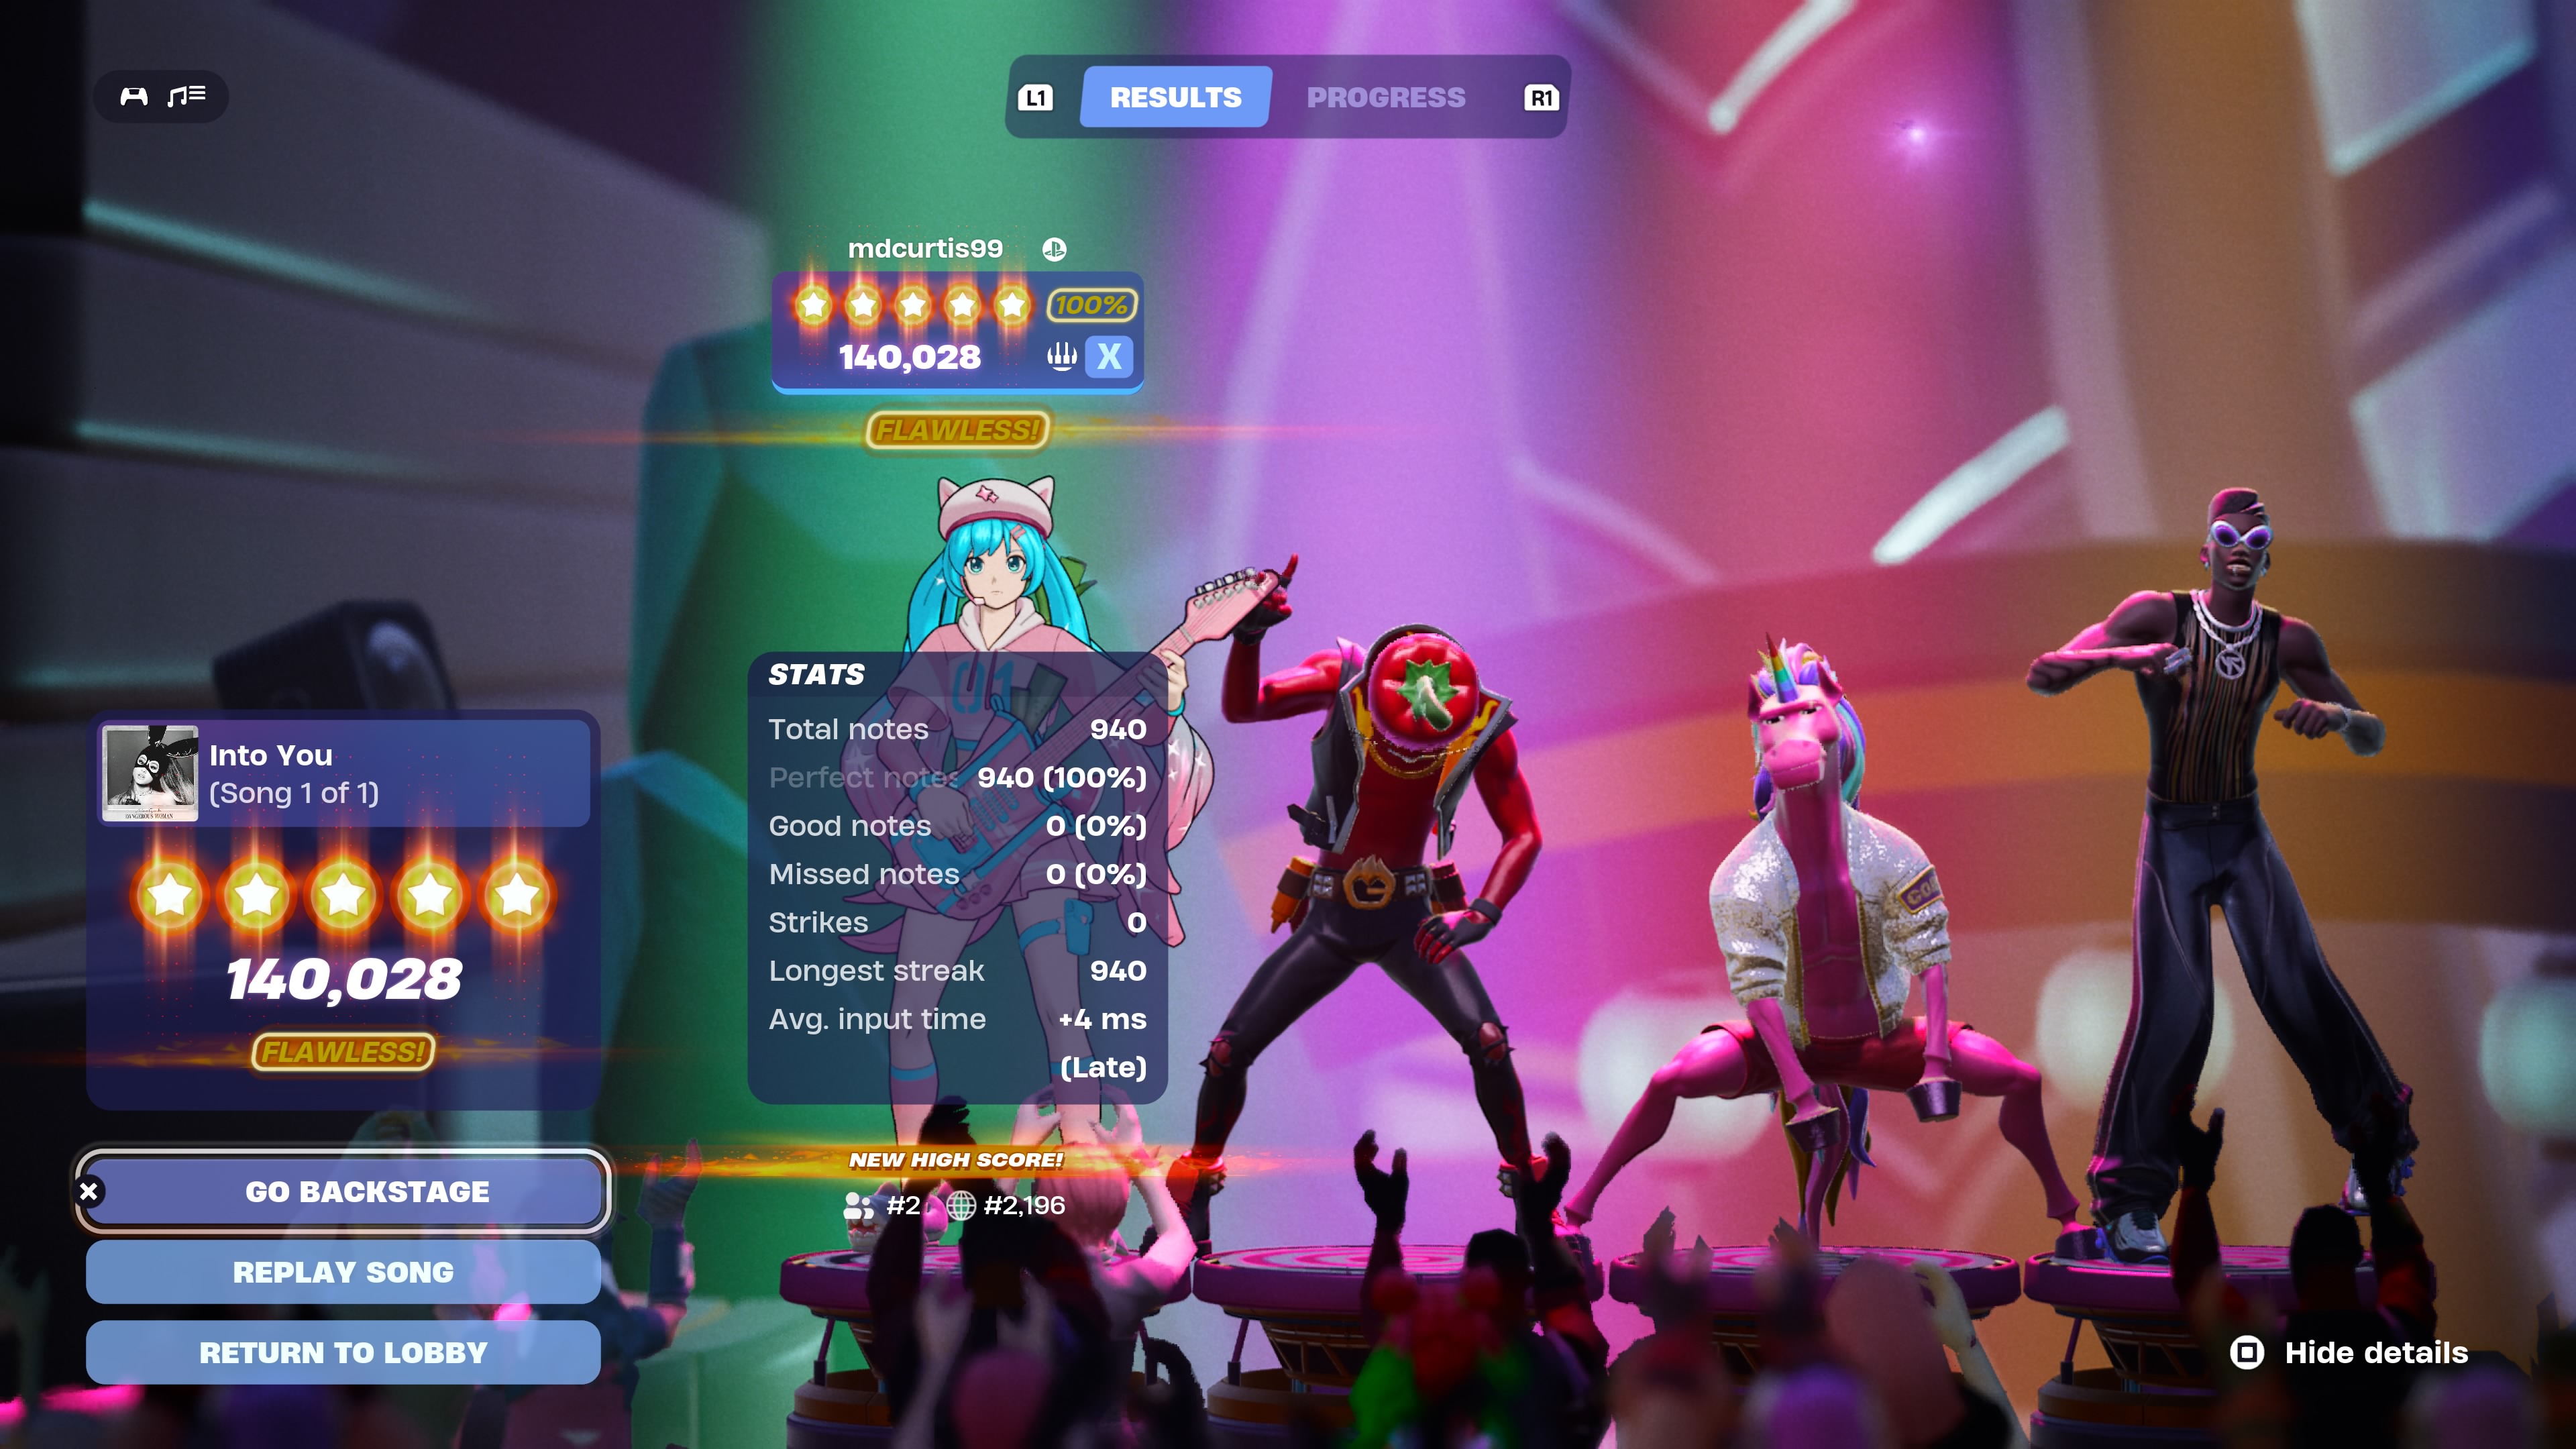 L1 RESULTS PROGRESS R1
mdcurtis99
100%
140,028 X
FLAWLESS!
STATS
Total notes 940
Perfect notes 940 (100%)
Good notes 0 (0%)
Missed notes 0 (0%)
Strikes 0
Longest streak 940
Avg. input time +4 ms
(Late)
NEW HIGH SCORE!
#2 #2,196
Into You
(Song 1 of 1)
DANGEROUS WOMAN
140,028
FLAWLESS!
GO BACKSTAGE
REPLAY SONG
RETURN TO LOBBY
01
Hide details